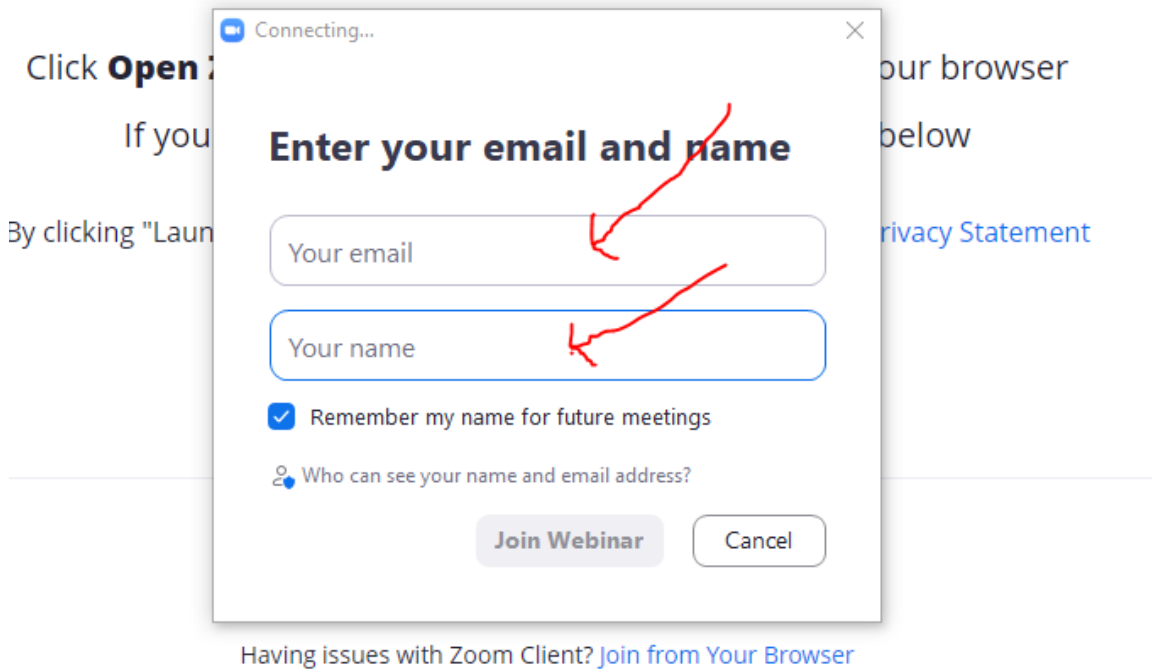 Connecting...
Click Open
our browser
If you
below
Enter your email and name
By clicking "Laun
rivacy Statement
Your email
Your name
Remember my name for future meetings
Who can see your name and email address?
Join Webinar
Cancel
Having issues with Zoom Client? Join from Your Browser